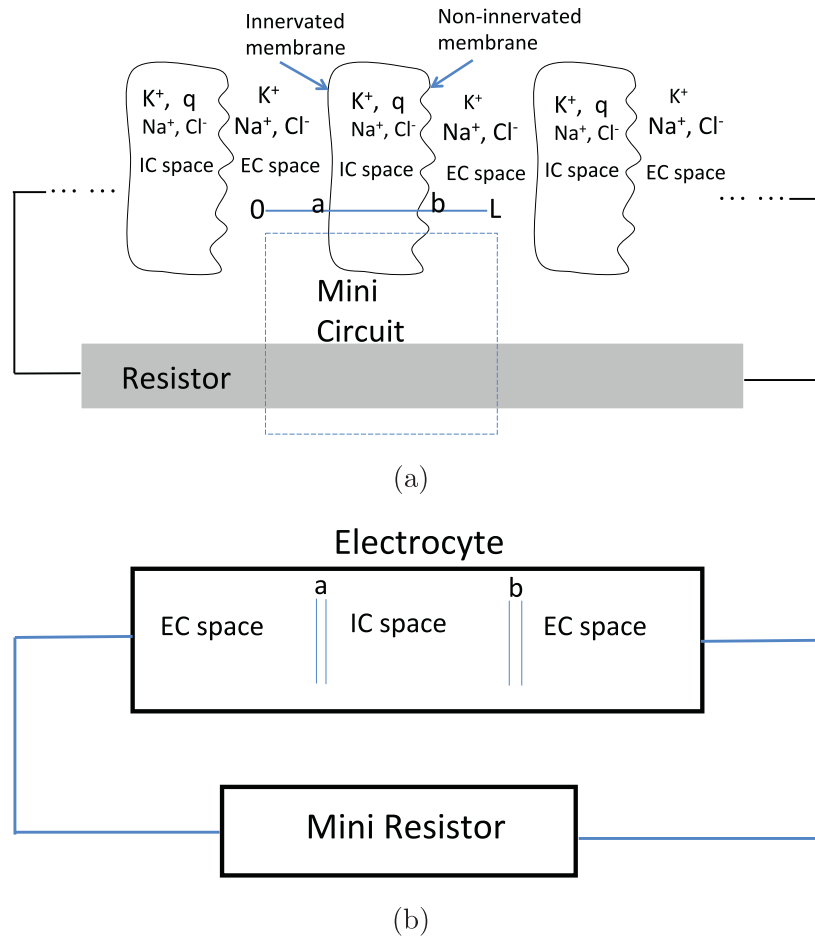 Innervated
membrane
Non-innervated
membrane
K⁺, q
Na⁺, Cl⁻
IC space
K⁺
Na⁺, Cl⁻
EC space
K⁺, q
Na⁺, Cl⁻
IC space
K⁺
Na⁺, Cl⁻
EC space
K⁺, q
Na⁺, Cl⁻
IC space
K⁺
Na⁺, Cl⁻
EC space
... ...
... ...
0
a
b
L
Mini
Circuit
Resistor
(a)
Electrocyte
a
b
EC space
IC space
EC space
Mini Resistor
(b)